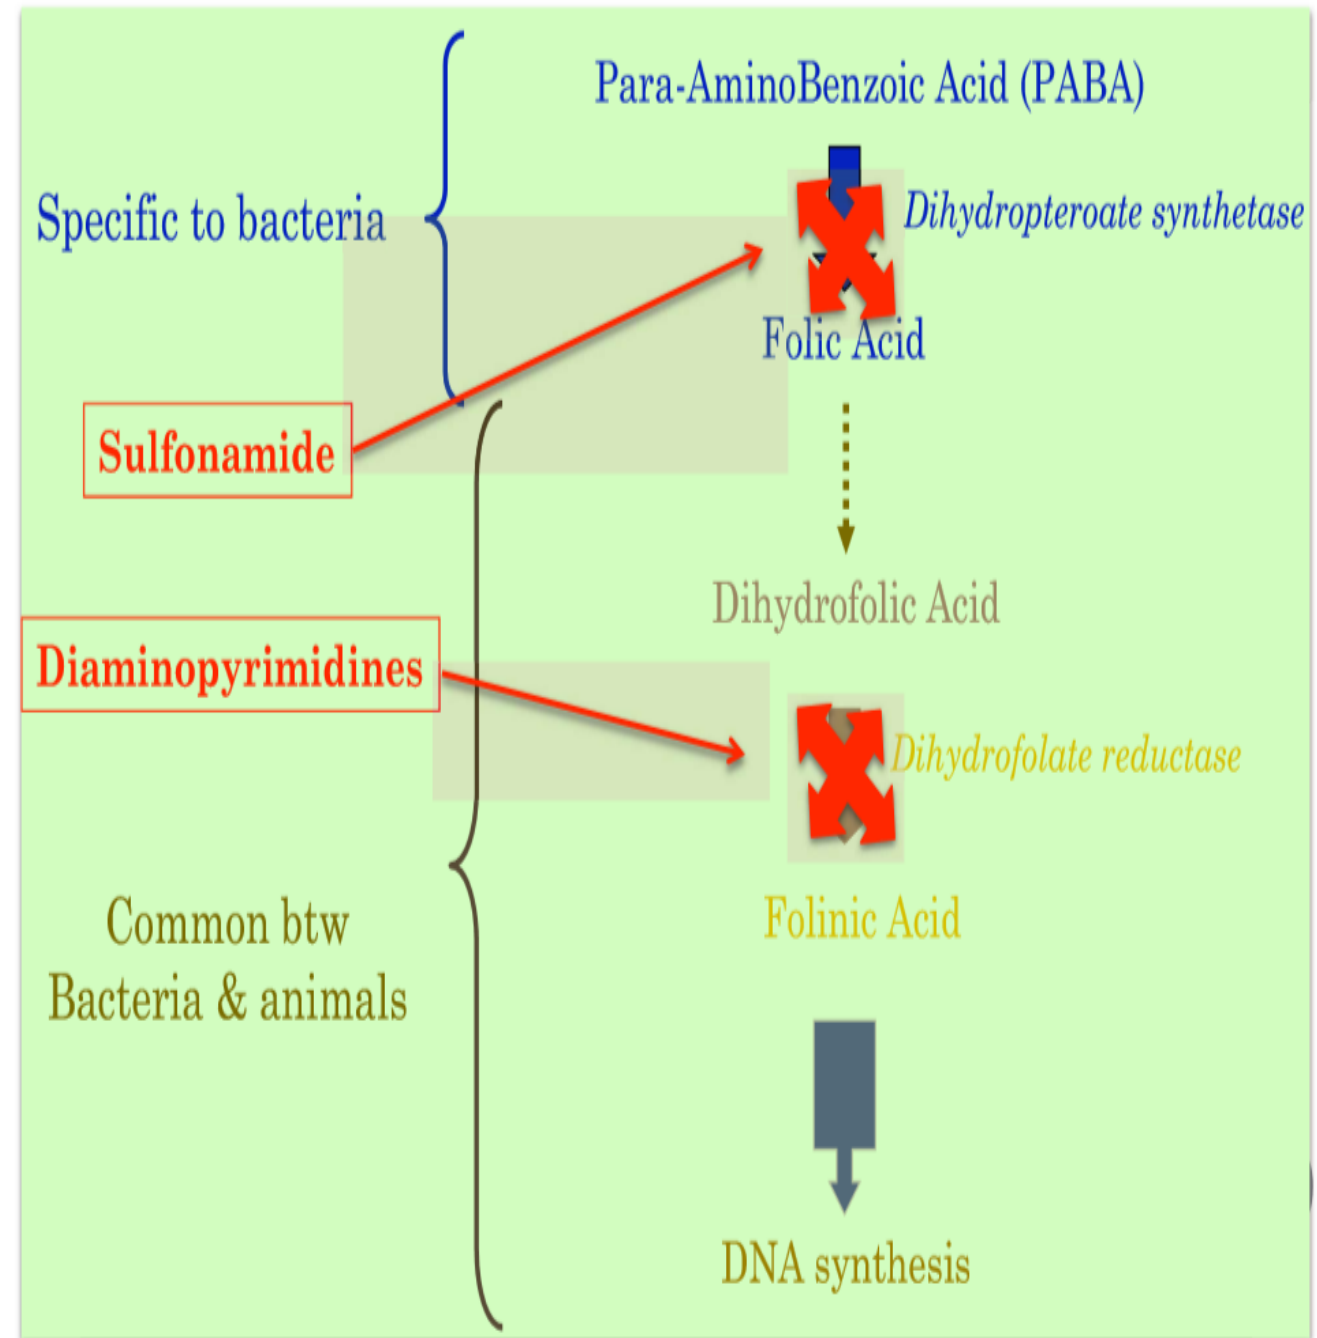 Para-AminoBenzoic Acid (PABA)
Specific to bacteria
Dihydropteroate synthetase
Folic Acid
Sulfonamide
Dihydrofolic Acid
Diaminopyrimidines
Dihydrofolate reductase
Folinic Acid
Common btw
Bacteria & animals
DNA synthesis